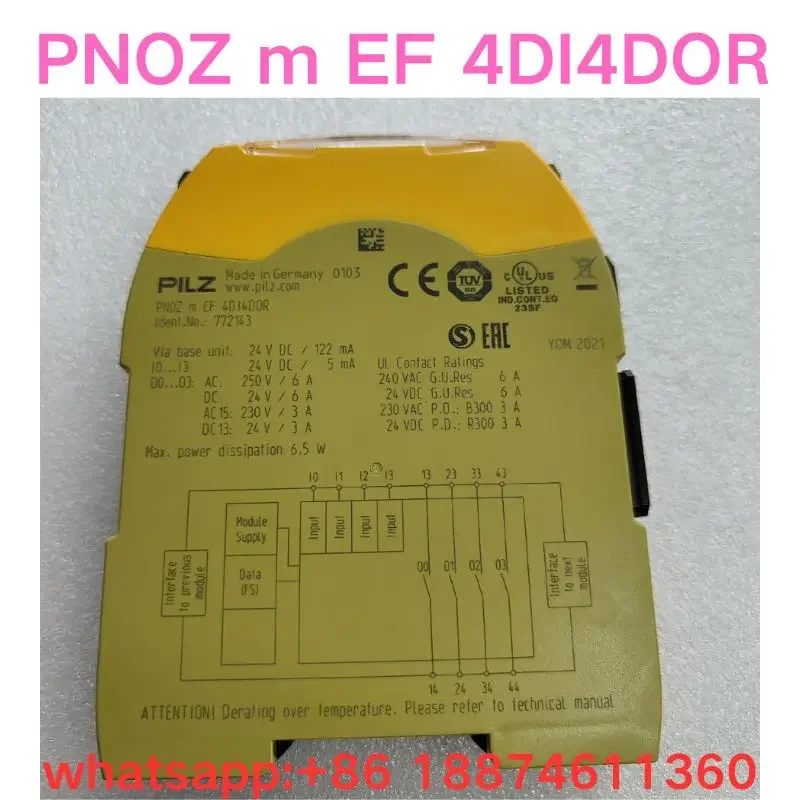 PNOZ m EF 4DI4DOR
PILZ Made in Germany 0103
www.pilz.com
PNOZ m EF 4DI4DOR
Ident.No.: 772143
CE TÜV SÜD
C UL US
LISTED
IND.CONT.EQ
23SF
S EAC
YOM 2021
Via base unit: 24 V DC / 122 mA
I0...I3: 24 V DC / 5 mA
O0...O3: AC: 250 V / 6 A
DC: 24 V / 6 A
AC15: 230 V / 3 A
DC13: 24 V / 3 A
Max. power dissipation: 6.5 W
UL Contact Ratings
240 VAC G.U.Res 6 A
24 VDC G.U.Res 6 A
230 VAC P.D.; B300 3 A
24 VDC P.D.; R300 3 A
I0 I1 I2 I3 13 23 33 43
Interface
to previous
module
Module
Supply
Data
(FS)
Input Input Input Input
O0 O1 O2 O3
Interface
to next
module
14 24 34 44
ATTENTION! Derating over temperature. Please refer to technical manual
whatsapp:+86 18874611360